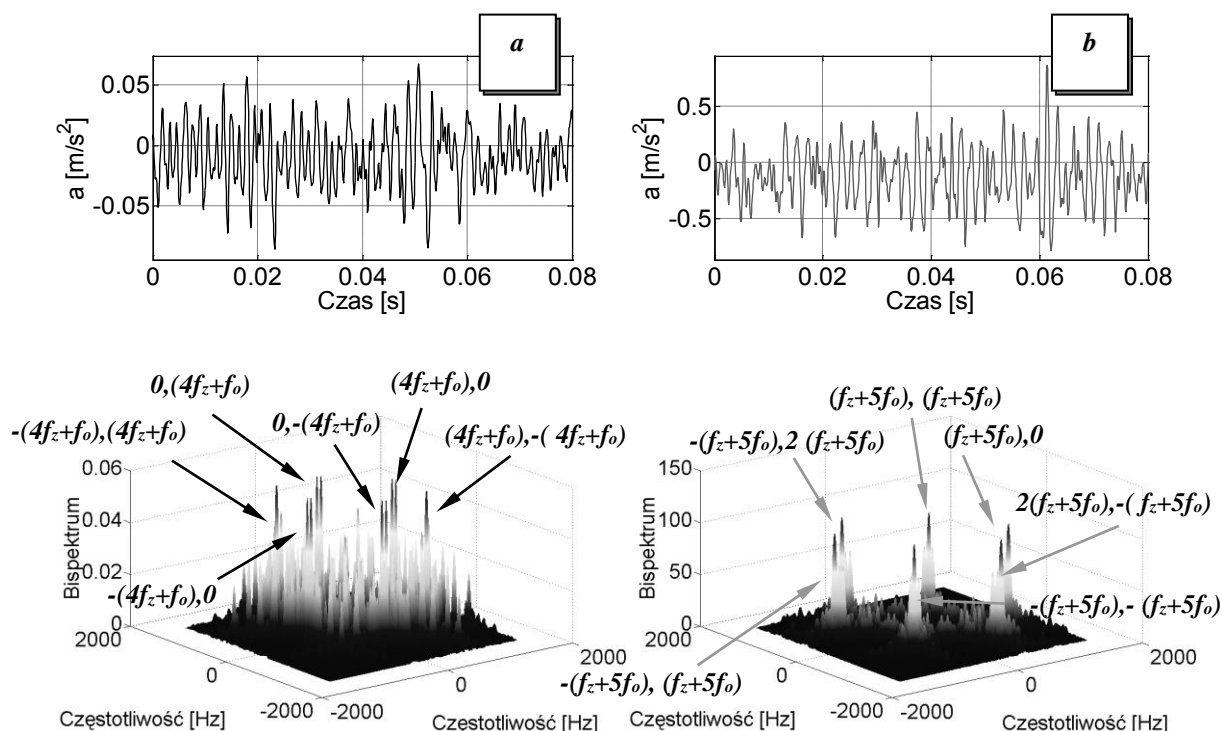 a
b
0.05
0
-0.05
a [m/s²]
0
0.02
0.04
0.06
0.08
Czas [s]
0.5
0
-0.5
a [m/s²]
0
0.02
0.04
0.06
0.08
Czas [s]
0,(4fz+fo)
(4fz+fo),0
-(4fz+fo),(4fz+fo)
0,-(4fz+fo)
(4fz+fo),-( 4fz+fo)
-(4fz+fo),0
0.06
0.04
0.02
0
Bispektrum
2000
0
-2000
-2000
0
2000
Częstotliwość [Hz]
Częstotliwość [Hz]
(fz+5fo), (fz+5fo)
-(fz+5fo),2 (fz+5fo)
(fz+5fo),0
2(fz+5fo),-( fz+5fo)
-(fz+5fo),- (fz+5fo)
-(fz+5fo), (fz+5fo)
150
100
50
0
Bispektrum
2000
0
-2000
-2000
0
2000
Częstotliwość [Hz]
Częstotliwość [Hz]